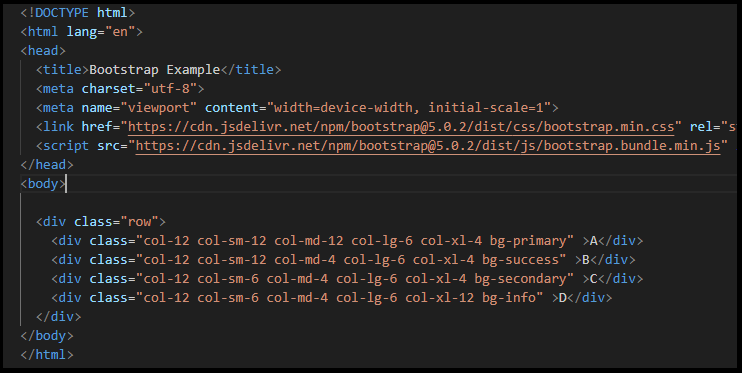 <!DOCTYPE html>
<html lang="en">
<head>
<title>Bootstrap Example</title>
<meta charset="utf-8">
<meta name="viewport" content="width=device-width, initial-scale=1">
<link href="https://cdn.jsdelivr.net/npm/bootstrap@5.0.2/dist/css/bootstrap.min.css" rel="s
<script src="https://cdn.jsdelivr.net/npm/bootstrap@5.0.2/dist/js/bootstrap.bundle.min.js"
</head>
<body>
<div class="row">
<div class="col-12 col-sm-12 col-md-12 col-lg-6 col-xl-4 bg-primary" >A</div>
<div class="col-12 col-sm-12 col-md-4 col-lg-6 col-xl-4 bg-success" >B</div>
<div class="col-12 col-sm-6 col-md-4 col-lg-6 col-xl-4 bg-secondary" >C</div>
<div class="col-12 col-sm-6 col-md-4 col-lg-6 col-xl-12 bg-info" >D</div>
</div>
</body>
</html>